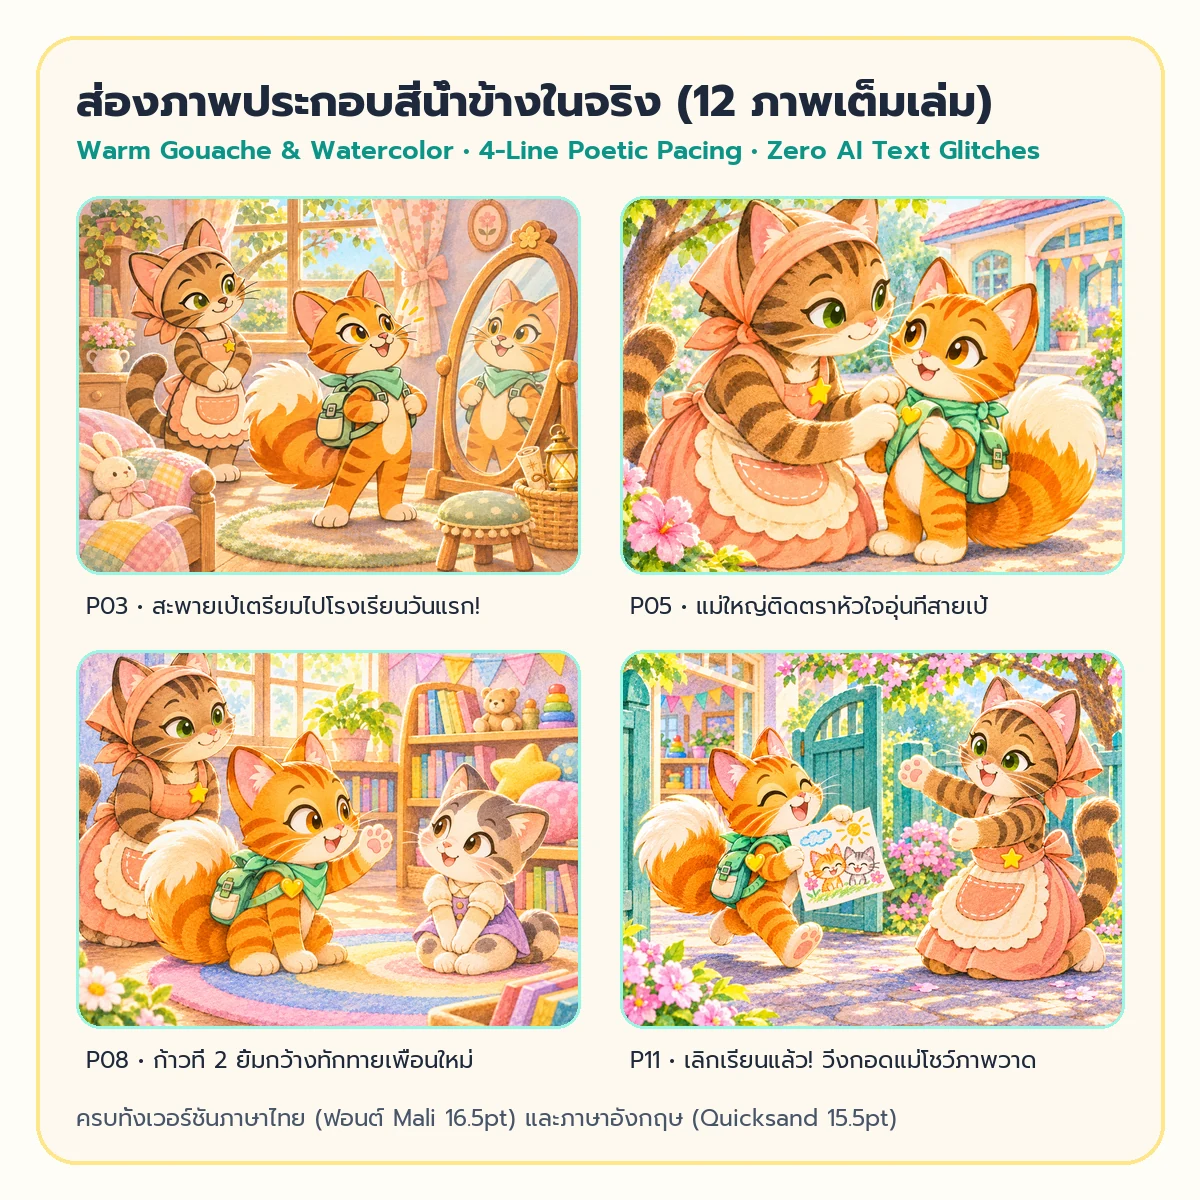 ส่องภาพประกอบสีน้ำข้างในจริง (12 ภาพเต็มเล่ม)
Warm Gouache & Watercolor · 4-Line Poetic Pacing · Zero AI Text Glitches
P03 · สะพายเป้เตรียมไปโรงเรียนวันแรก!
P05 · แม่ใหญ่ติดตราหัวใจอุ่นที่สายเป้
P08 · ก้าวที่ 2 ยิ้มกว้างทักทายเพื่อนใหม่
P11 · เลิกเรียนแล้ว! วิ่งกอดแม่โชว์ภาพวาด
ครบทั้งเวอร์ชันภาษาไทย (ฟอนต์ Mali 16.5pt) และภาษาอังกฤษ (Quicksand 15.5pt)